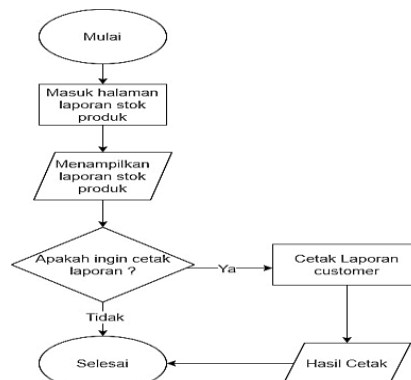 Mulai
Masuk halaman
laporan stok
produk
Menampilkan
laporan stok
produk
Apakah ingin cetak
laporan ?
Ya
Cetak Laporan
customer
Tidak
Selesai
Hasil Cetak